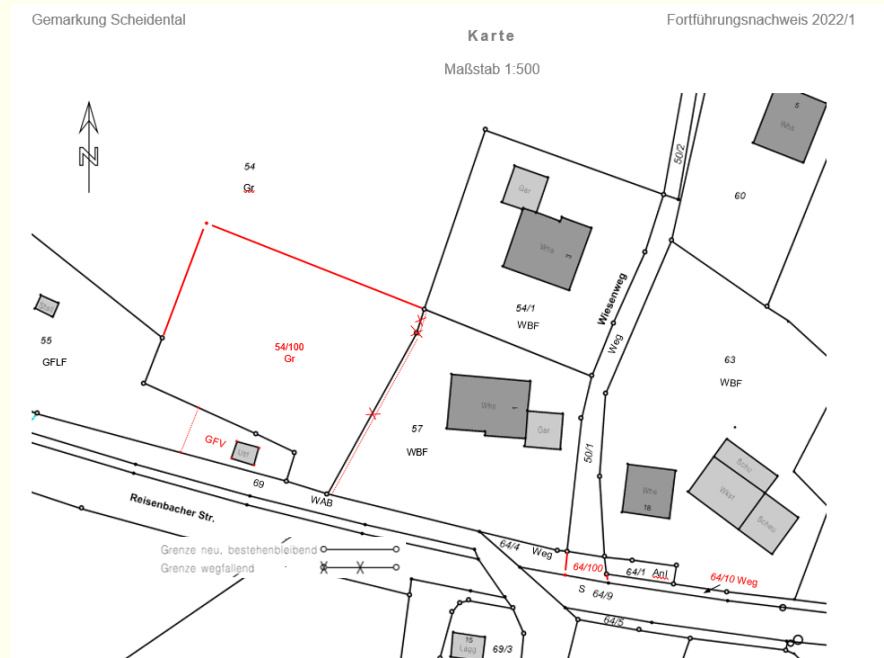 Gemarkung Scheidental
Fortführungsnachweis 2022/1
Karte
Maßstab 1:500
N
5
Whs
50/2
54
Gr
60
Gar
Whs
3
Stall
54/1
WBF
Wiesenweg
Weg
55
GFLF
54/100
Gr
63
WBF
Whs
1
Gar
57
WBF
GFV
Ust
50/1
Schu
Wkst
Scheu
Whs
18
69
WAB
Reisenbacher Str.
64/4
Weg
64/100
64/1
Anl
64/10 Weg
S
64/9
64/5
Grenze neu, bestehenbleibend
Grenze wegfallend
15
Lagg
69/3